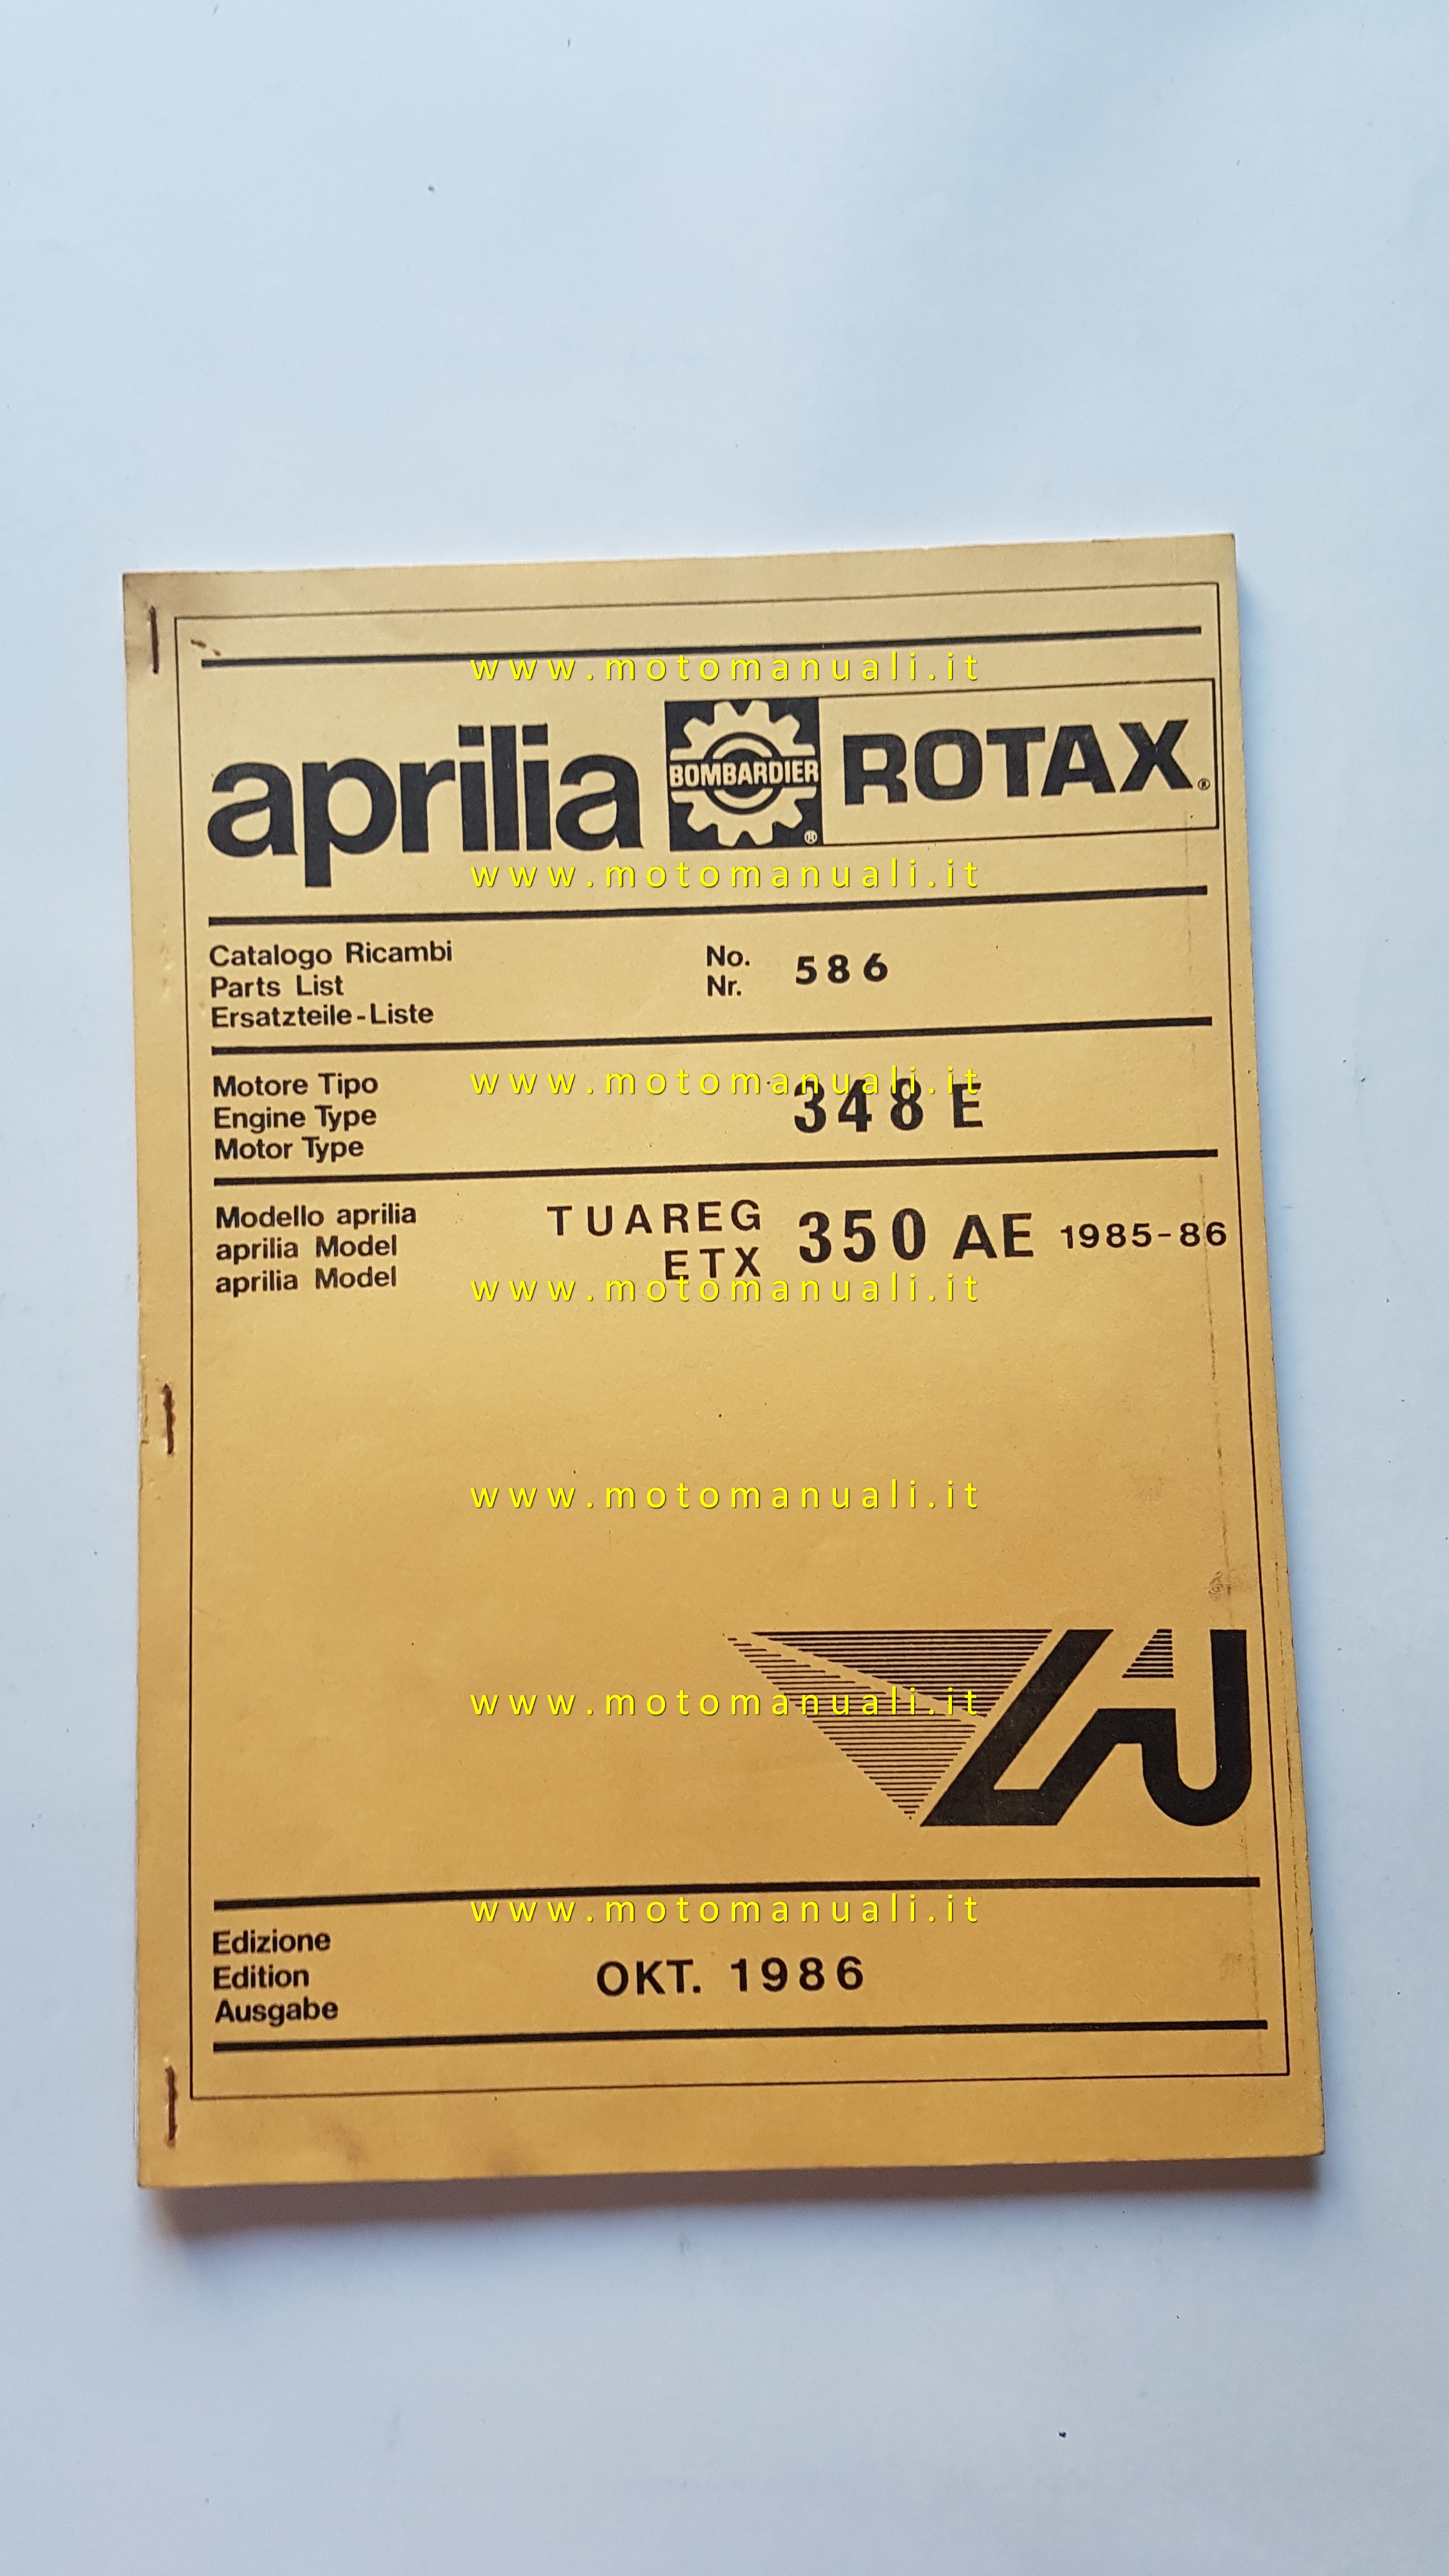 www.motomanuali.it
aprilia BOMBARDIER ® ROTAX ®
www.motomanuali.it
Catalogo Ricambi
Parts List
Ersatzteile-Liste
No.
Nr.
586
www.motomanuali.it
Motore Tipo
Engine Type
Motor Type
348 E
Modello aprilia
aprilia Model
aprilia Model
TUAREG
ETX
350 AE 1985-86
www.motomanuali.it
www.motomanuali.it
www.motomanuali.it
www.motomanuali.it
Edizione
Edition
Ausgabe
OKT. 1986